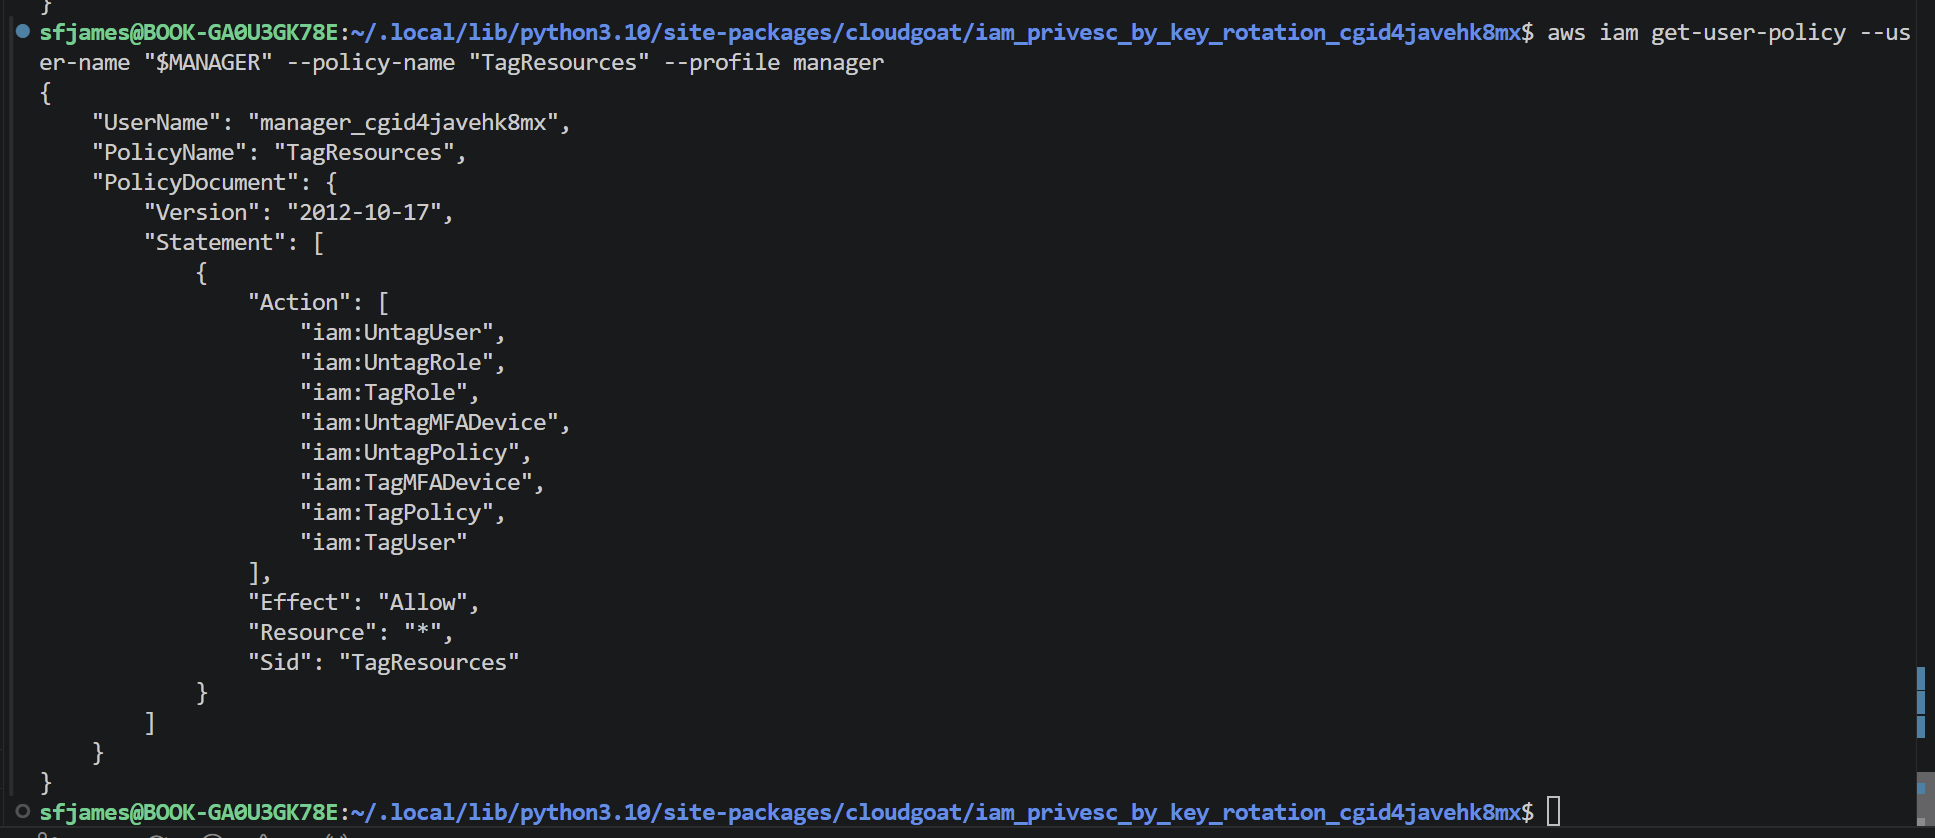 }
sfjames@BOOK-GA0U3GK78E:~/.local/lib/python3.10/site-packages/cloudgoat/iam_privesc_by_key_rotation_cgid4javehk8mx$ aws iam get-user-policy --us
er-name "$MANAGER" --policy-name "TagResources" --profile manager
{
    "UserName": "manager_cgid4javehk8mx",
    "PolicyName": "TagResources",
    "PolicyDocument": {
        "Version": "2012-10-17",
        "Statement": [
            {
                "Action": [
                    "iam:UntagUser",
                    "iam:UntagRole",
                    "iam:TagRole",
                    "iam:UntagMFADevice",
                    "iam:UntagPolicy",
                    "iam:TagMFADevice",
                    "iam:TagPolicy",
                    "iam:TagUser"
                ],
                "Effect": "Allow",
                "Resource": "*",
                "Sid": "TagResources"
            }
        ]
    }
}
sfjames@BOOK-GA0U3GK78E:~/.local/lib/python3.10/site-packages/cloudgoat/iam_privesc_by_key_rotation_cgid4javehk8mx$